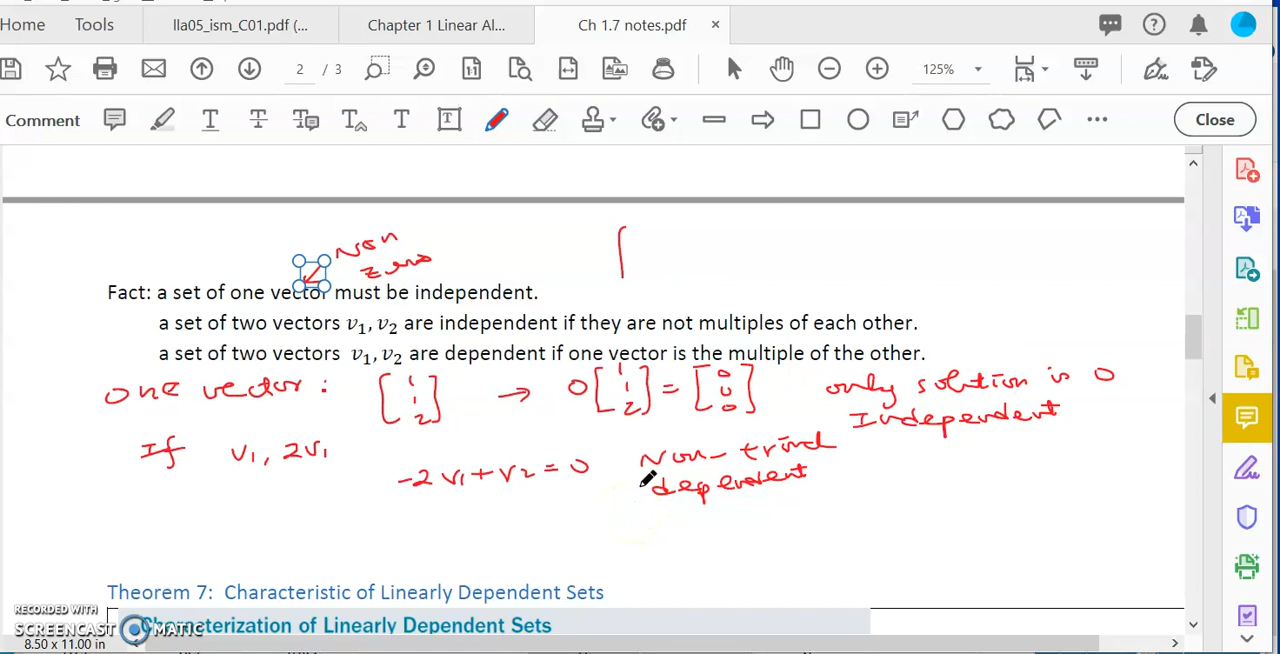 Home Tools lla05_ism_C01.pdf (... Chapter 1 Linear Al... Ch 1.7 notes.pdf ×
2 / 3 125%
Comment Close
Non
zero
Fact: a set of one vector must be independent.
a set of two vectors v₁, v₂ are independent if they are not multiples of each other.
a set of two vectors v₁, v₂ are dependent if one vector is the multiple of the other.
one vector: [1 1 2] → 0 [1 1 2] = [0 0 0] only solution is 0
Independent
If v1, 2v1
-2v1 + v2 = 0 Non-trivial
dependent
Theorem 7: Characteristic of Linearly Dependent Sets
Characterization of Linearly Dependent Sets
RECORDED WITH
SCREENCAST MATIC
8.50 x 11.00 in